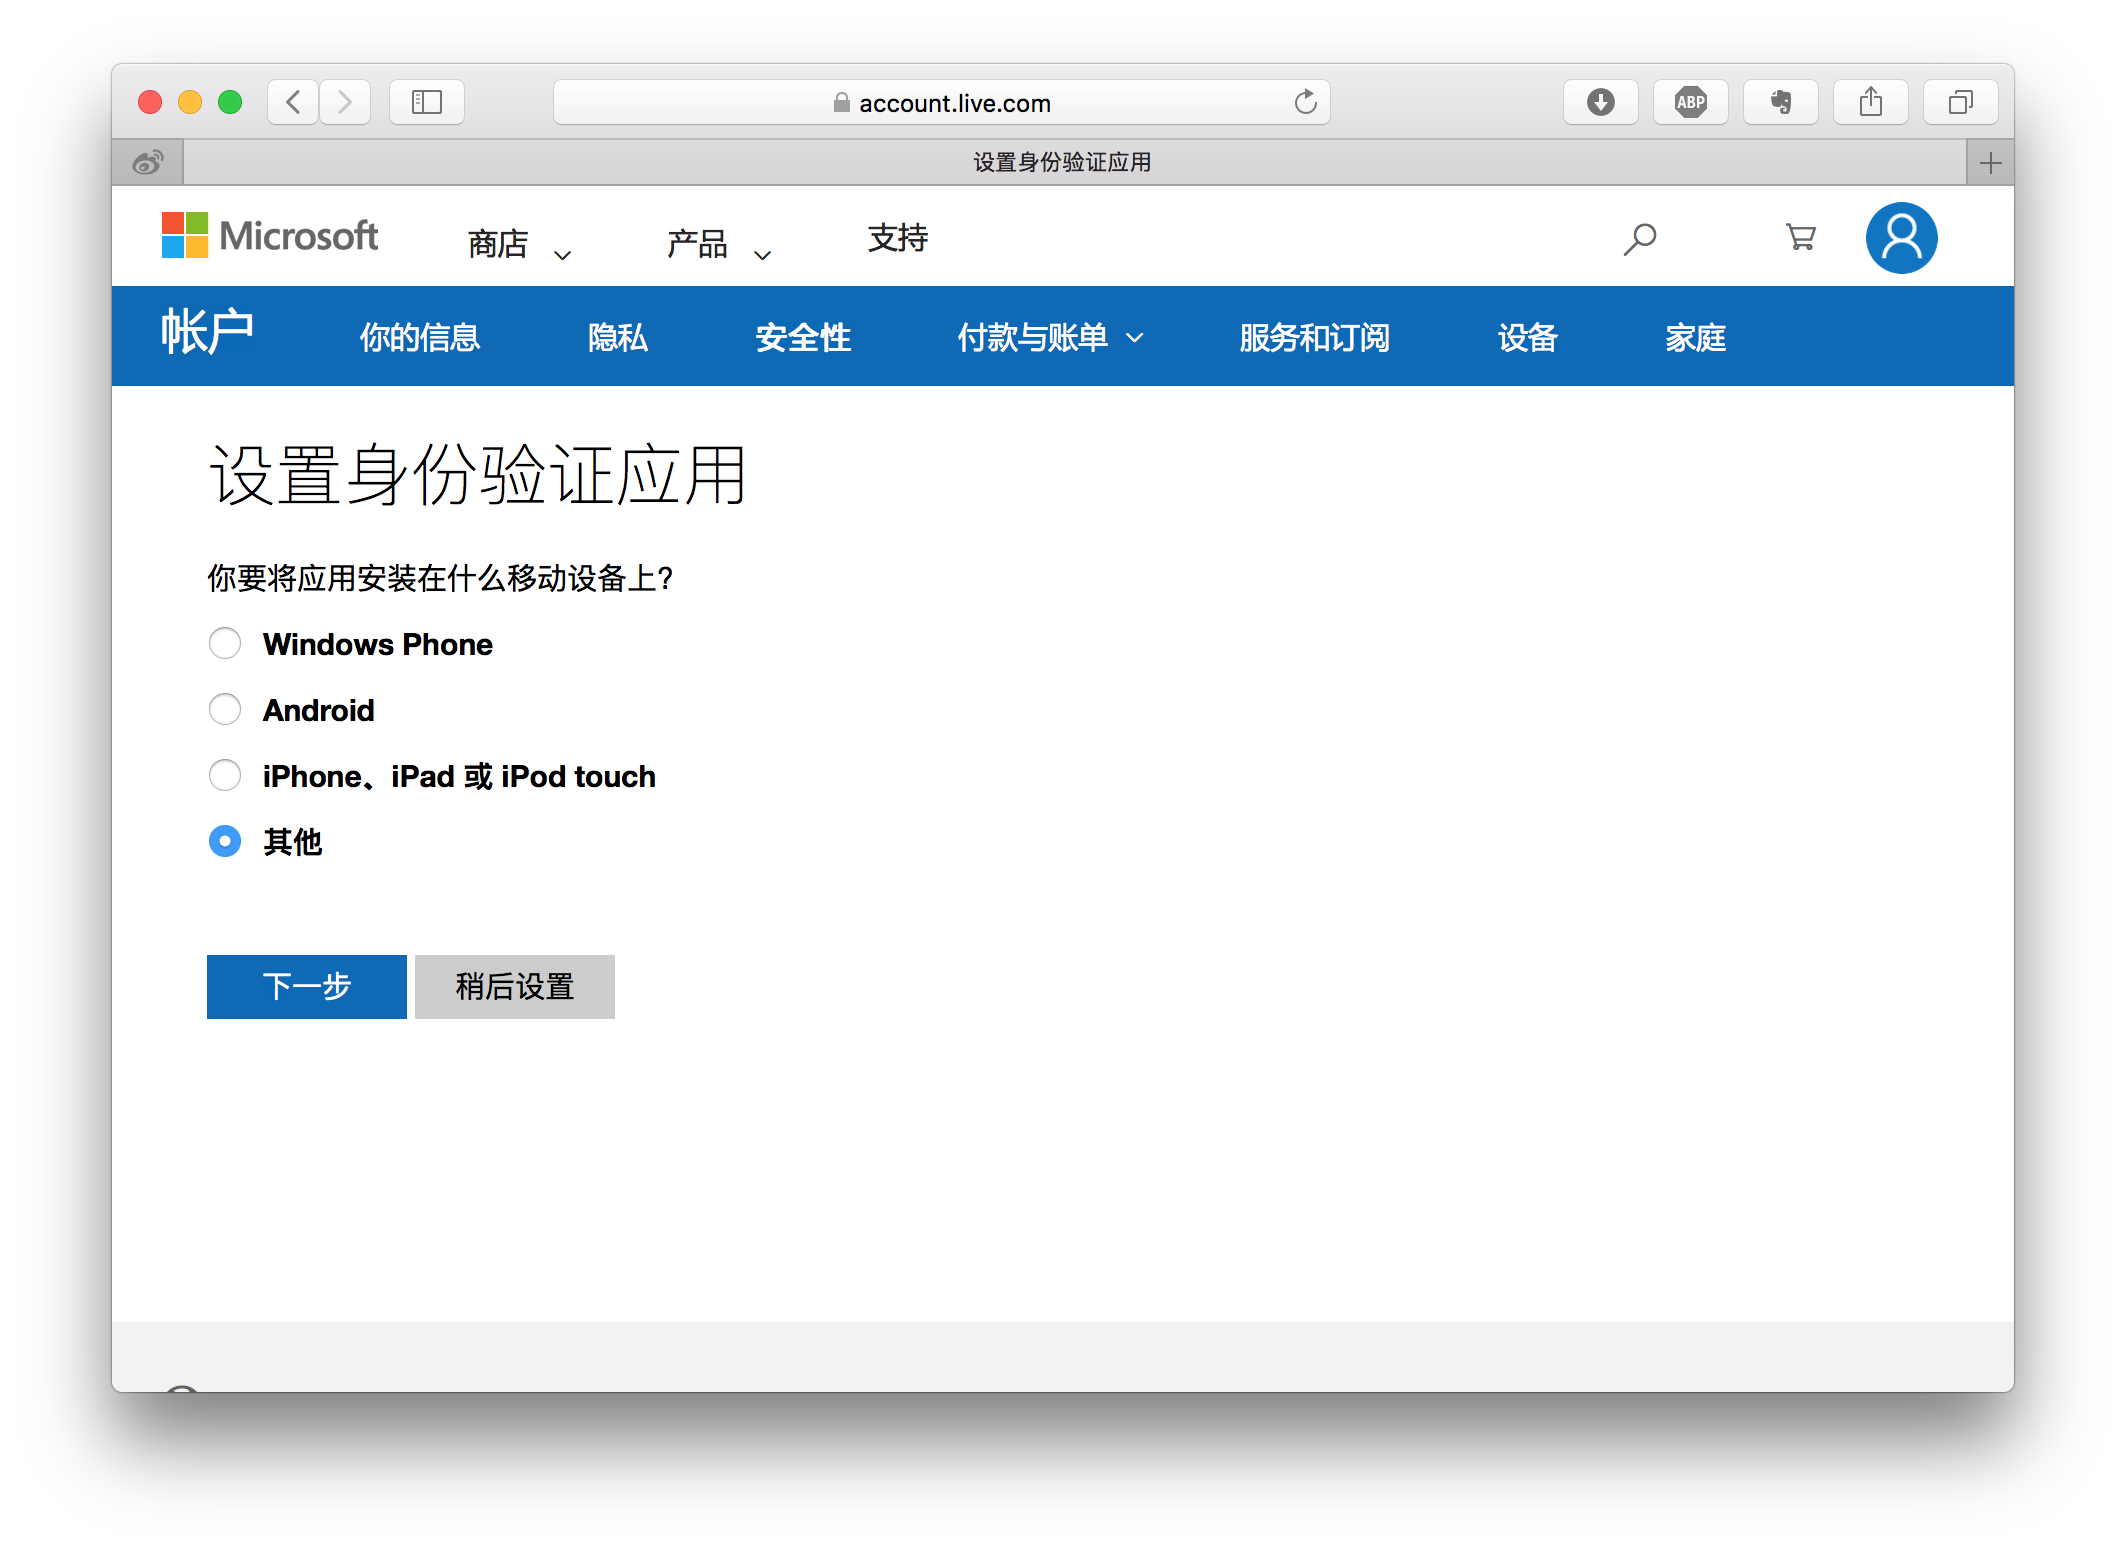 account.live.com
ABP
设置身份验证应用
Microsoft 商店 产品 支持
帐户 你的信息 隐私 安全性 付款与账单 服务和订阅 设备 家庭
设置身份验证应用
你要将应用安装在什么移动设备上?
Windows Phone
Android
iPhone、iPad 或 iPod touch
其他
下一步 稍后设置